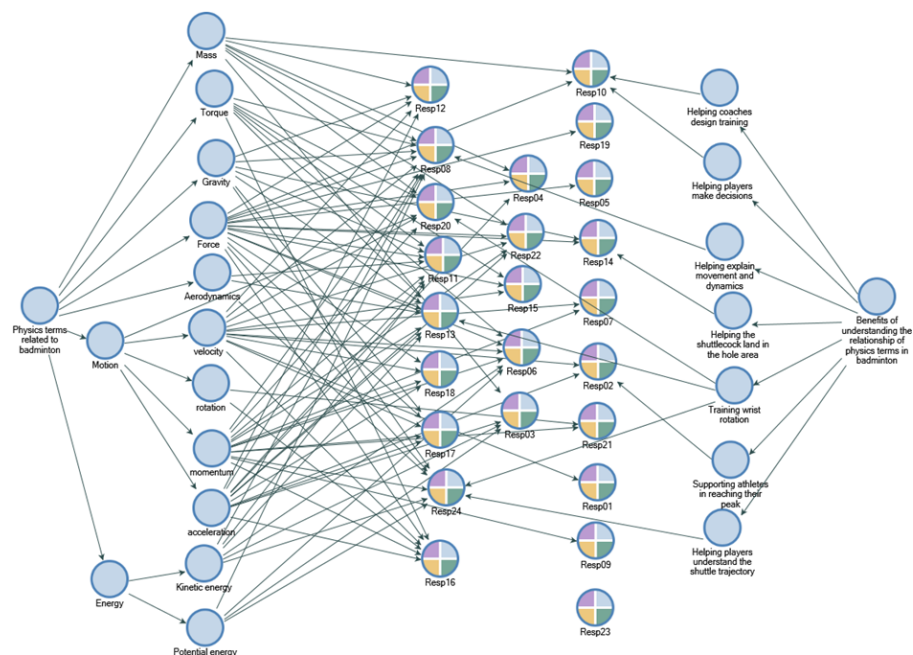 Mass
Torque
Gravity
Force
Aerodynamics
velocity
rotation
momentum
acceleration
Kinetic energy
Potential energy
Physics terms
related to
badminton
Motion
Energy
Resp12
Resp08
Resp20
Resp11
Resp13
Resp18
Resp17
Resp24
Resp16
Resp04
Resp22
Resp15
Resp06
Resp03
Resp10
Resp19
Resp05
Resp14
Resp07
Resp02
Resp21
Resp01
Resp09
Resp23
Helping coaches
design training
Helping players
make decisions
Helping explain
movement and
dynamics
Helping the
shuttlecock land
in the hole area
Training wrist
rotation
Supporting athletes
in reaching their
peak
Helping players
understand the
shuttle trajectory
Benefits of
understanding the
relationship of
physics terms in
badminton